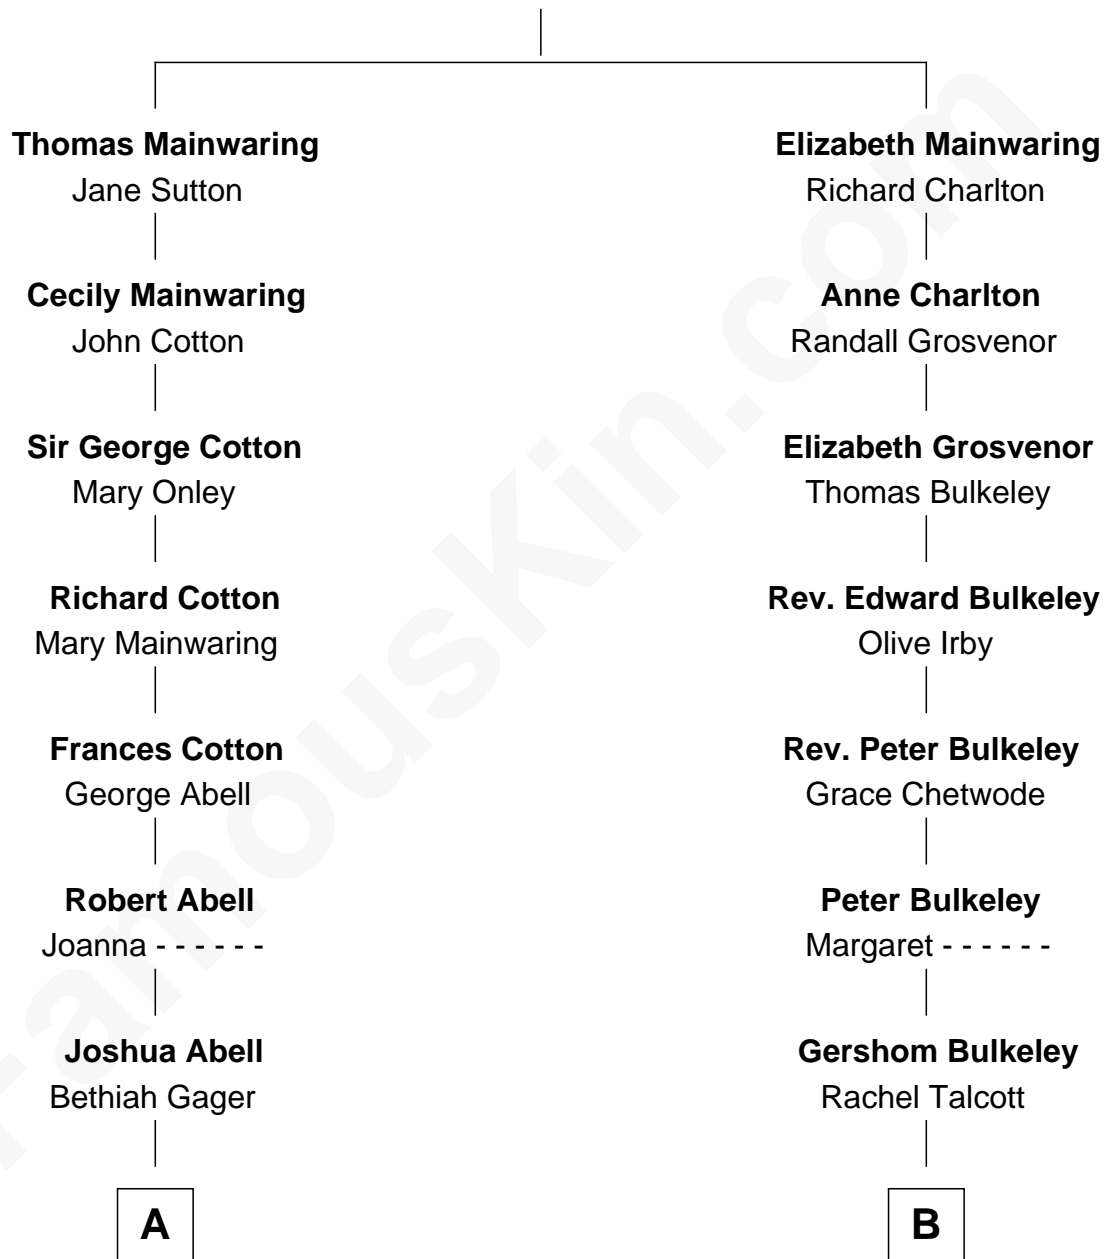 Thomas Mainwaring
Jane Sutton
Cecily Mainwaring
John Cotton
Sir George Cotton
Mary Onley
Richard Cotton
Mary Mainwaring
Frances Cotton
George Abell
Robert Abell
Joanna - - - - - -
Joshua Abell
Bethiah Gager
A
Elizabeth Mainwaring
Richard Charlton
Anne Charlton
Randall Grosvenor
Elizabeth Grosvenor
Thomas Bulkeley
Rev. Edward Bulkeley
Olive Irby
Rev. Peter Bulkeley
Grace Chetwode
Peter Bulkeley
Margaret - - - - - -
Gershom Bulkeley
Rachel Talcott
B
FamousKin.com